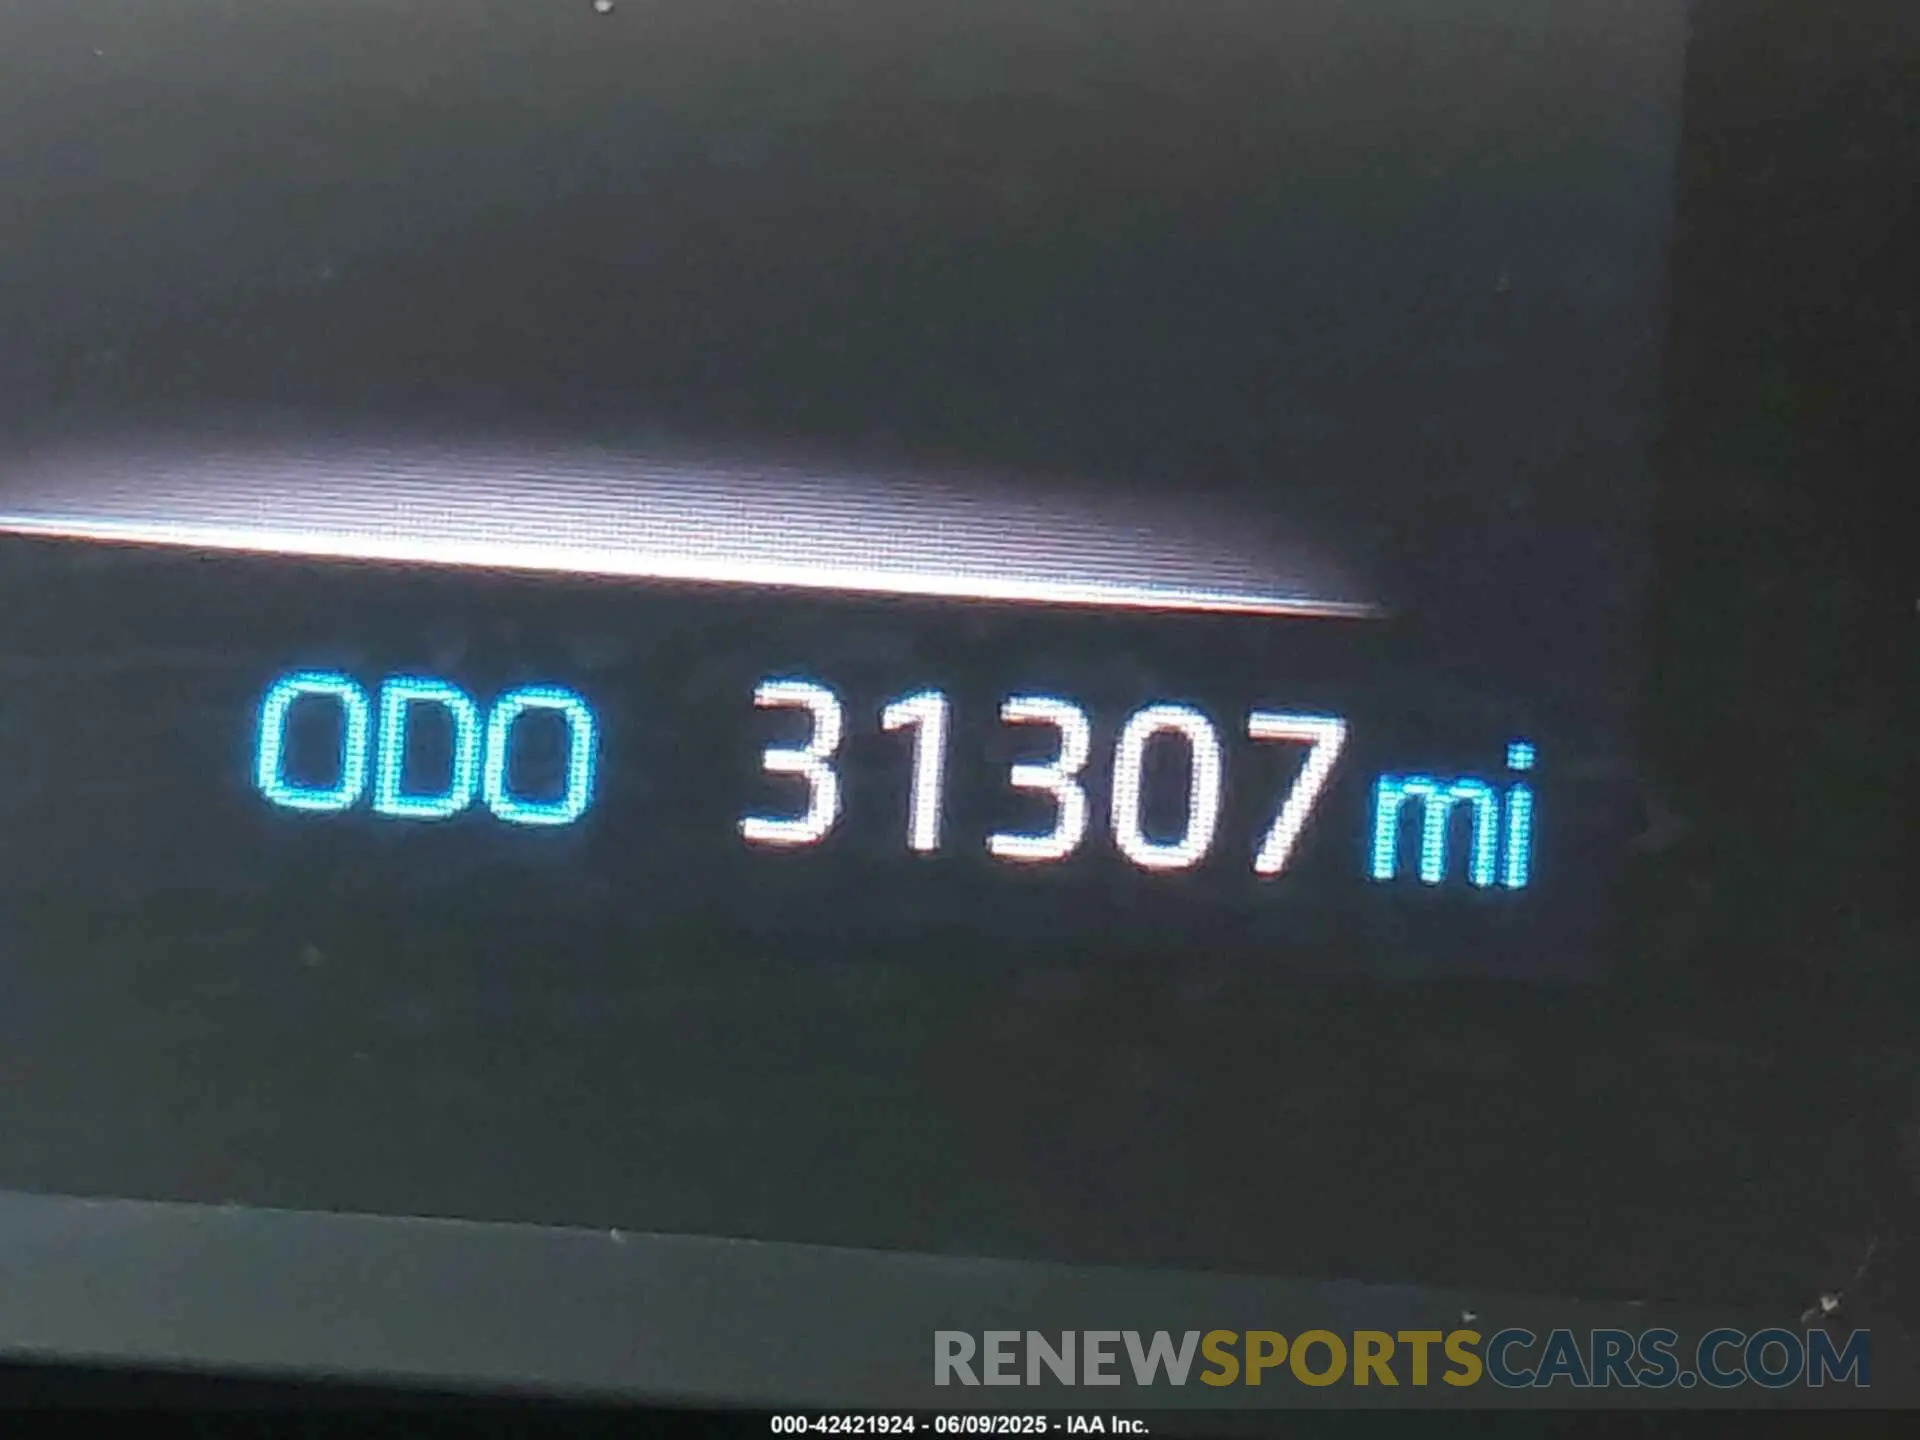 ODO 31307 mi
RENEWSPORTSCARS.COM
000-42421924 - 06/09/2025 - IAA Inc.